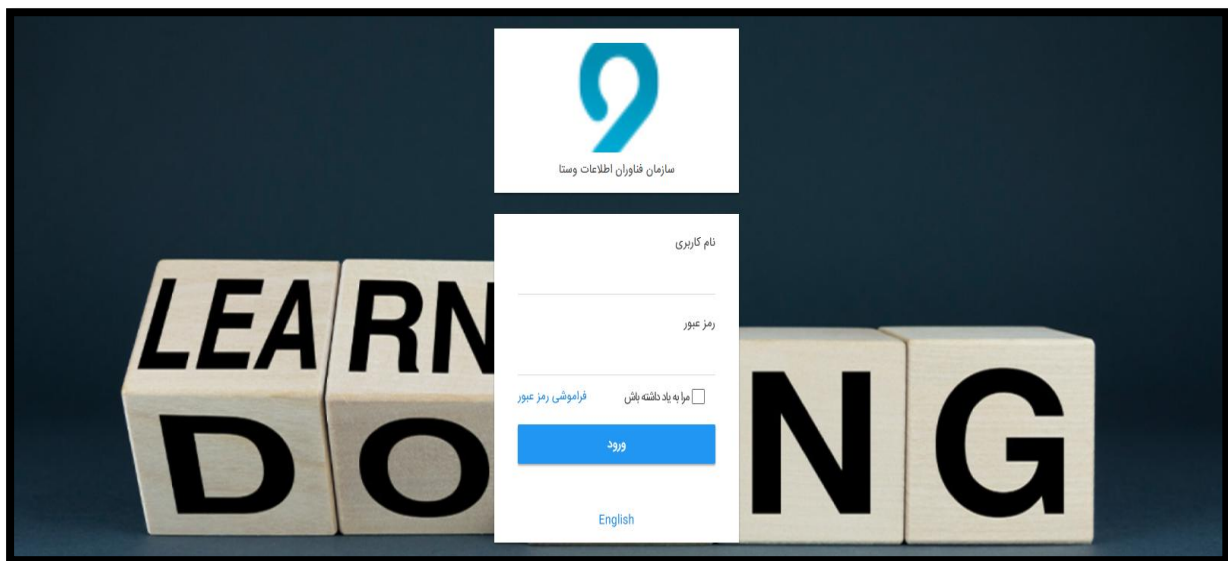 سازمان فناوران اطلاعات وستا
نام کاربری
رمز عبور
مرا به یاد داشته باش
فراموشی رمز عبور
ورود
English
LEARN
DO NG